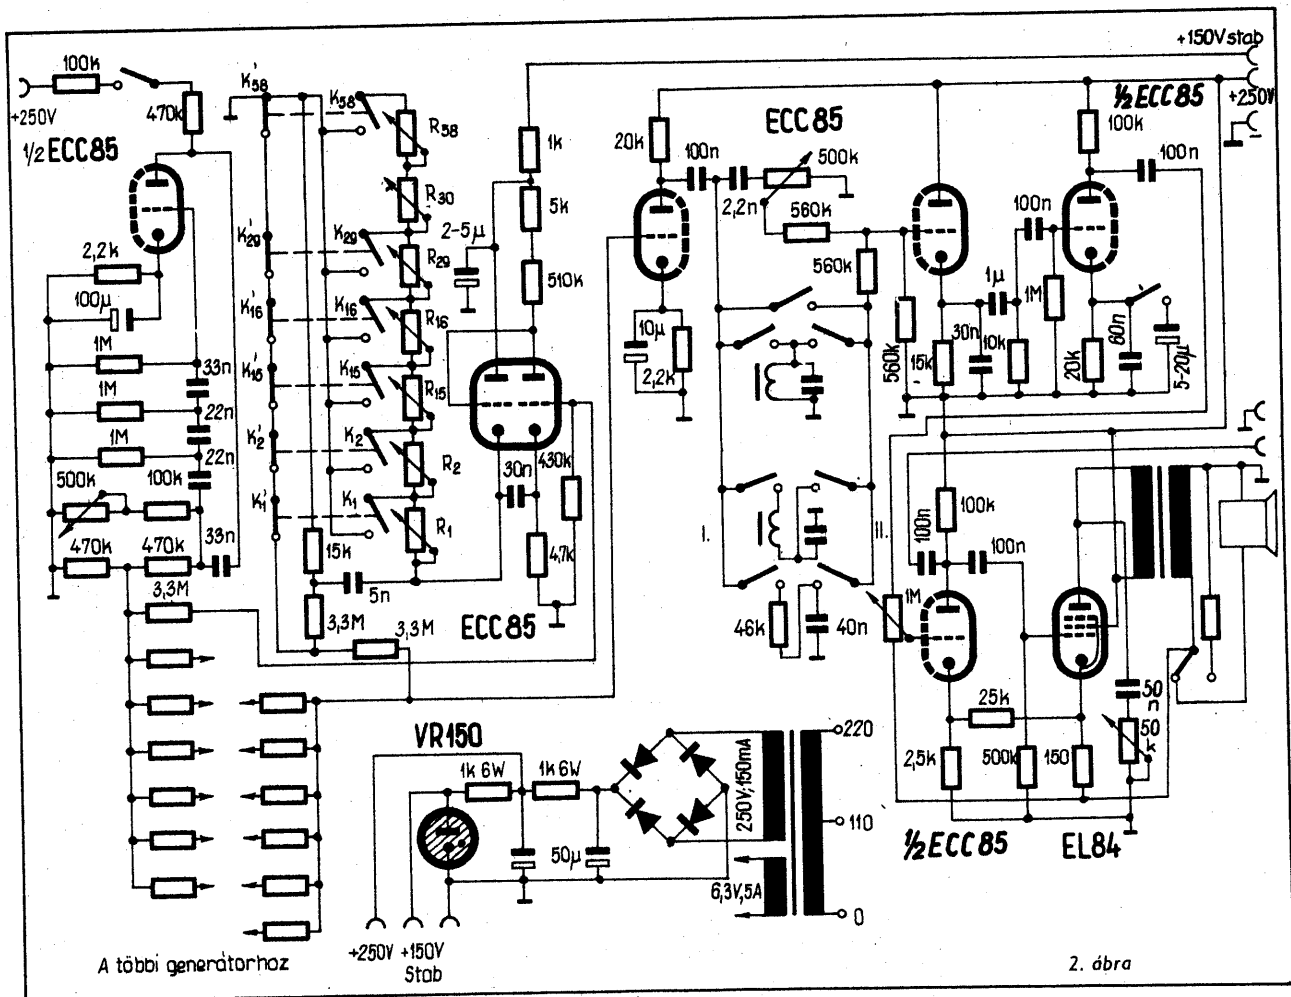 +150V stab
+250V
100k
+250V
470k
1/2 ECC85
K'58
K58
R58
R30
K'29
K29
R29
K'16
K16
R16
K'15
K15
R15
K'2
K2
R2
K'1
K1
R1
2,2k
100µ
1M
33n
1M
22n
1M
22n
500k
100k
33n
470k
470k
3,3M
15k
5n
3,3M
3,3M
1k
5k
2-5µ
510k
30n
430k
4,7k
ECC85
20k
100n
ECC85
2,2n
500k
560k
560k
10µ
2,2k
560k
I.
II.
46k
40n
1/2 ECC85
100k
100n
100n
1µ
1M
30n
15k
10k
20k
60n
5-20µ
100k
100n
100n
1M
25k
2,5k
500k
150
50n
50k
1/2 ECC85
EL84
VR150
1k 6W
1k 6W
50µ
250V,150mA
6,3V,5A
220
110
0
+250V
+150V
Stab
A többi generátorhoz
2. ábra